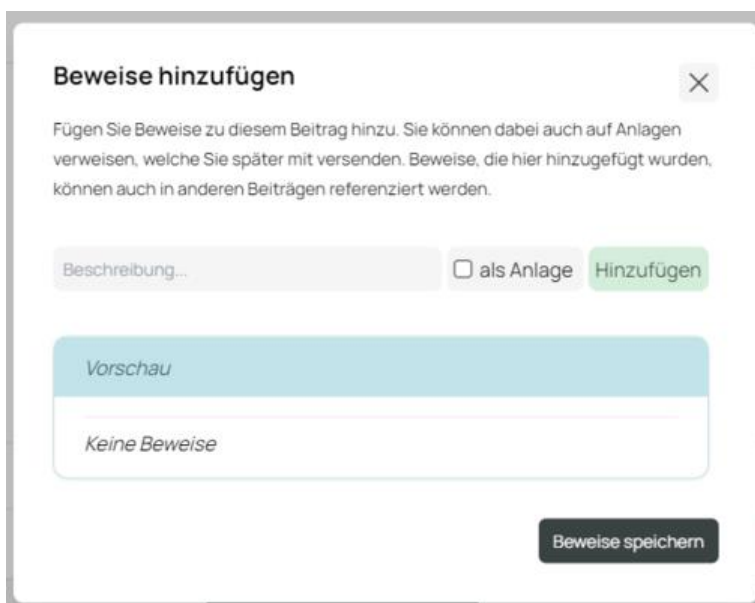 Beweise hinzufügen
Fügen Sie Beweise zu diesem Beitrag hinzu. Sie können dabei auch auf Anlagen
verweisen, welche Sie später mit versenden. Beweise, die hier hinzugefügt wurden,
können auch in anderen Beiträgen referenziert werden.
Beschreibung... als Anlage Hinzufügen
Vorschau
Keine Beweise
Beweise speichern